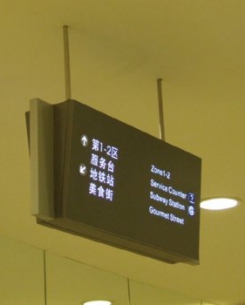 第1-2区
服务台
地铁站
美食街
Zone1-2
Service Counter
Subway Station
Gourmet Street